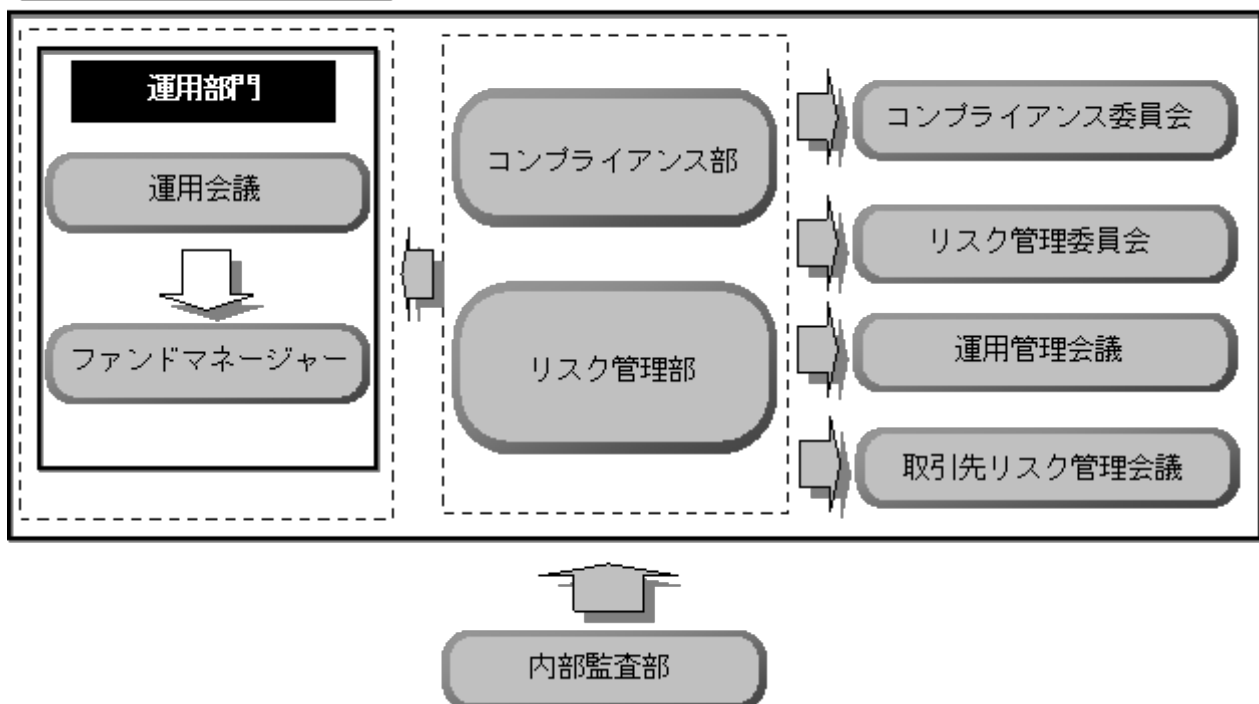 運用部門
運用会議
ファンドマネージャー
コンプライアンス部
リスク管理部
コンプライアンス委員会
リスク管理委員会
運用管理会議
取引先リスク管理会議
内部監査部